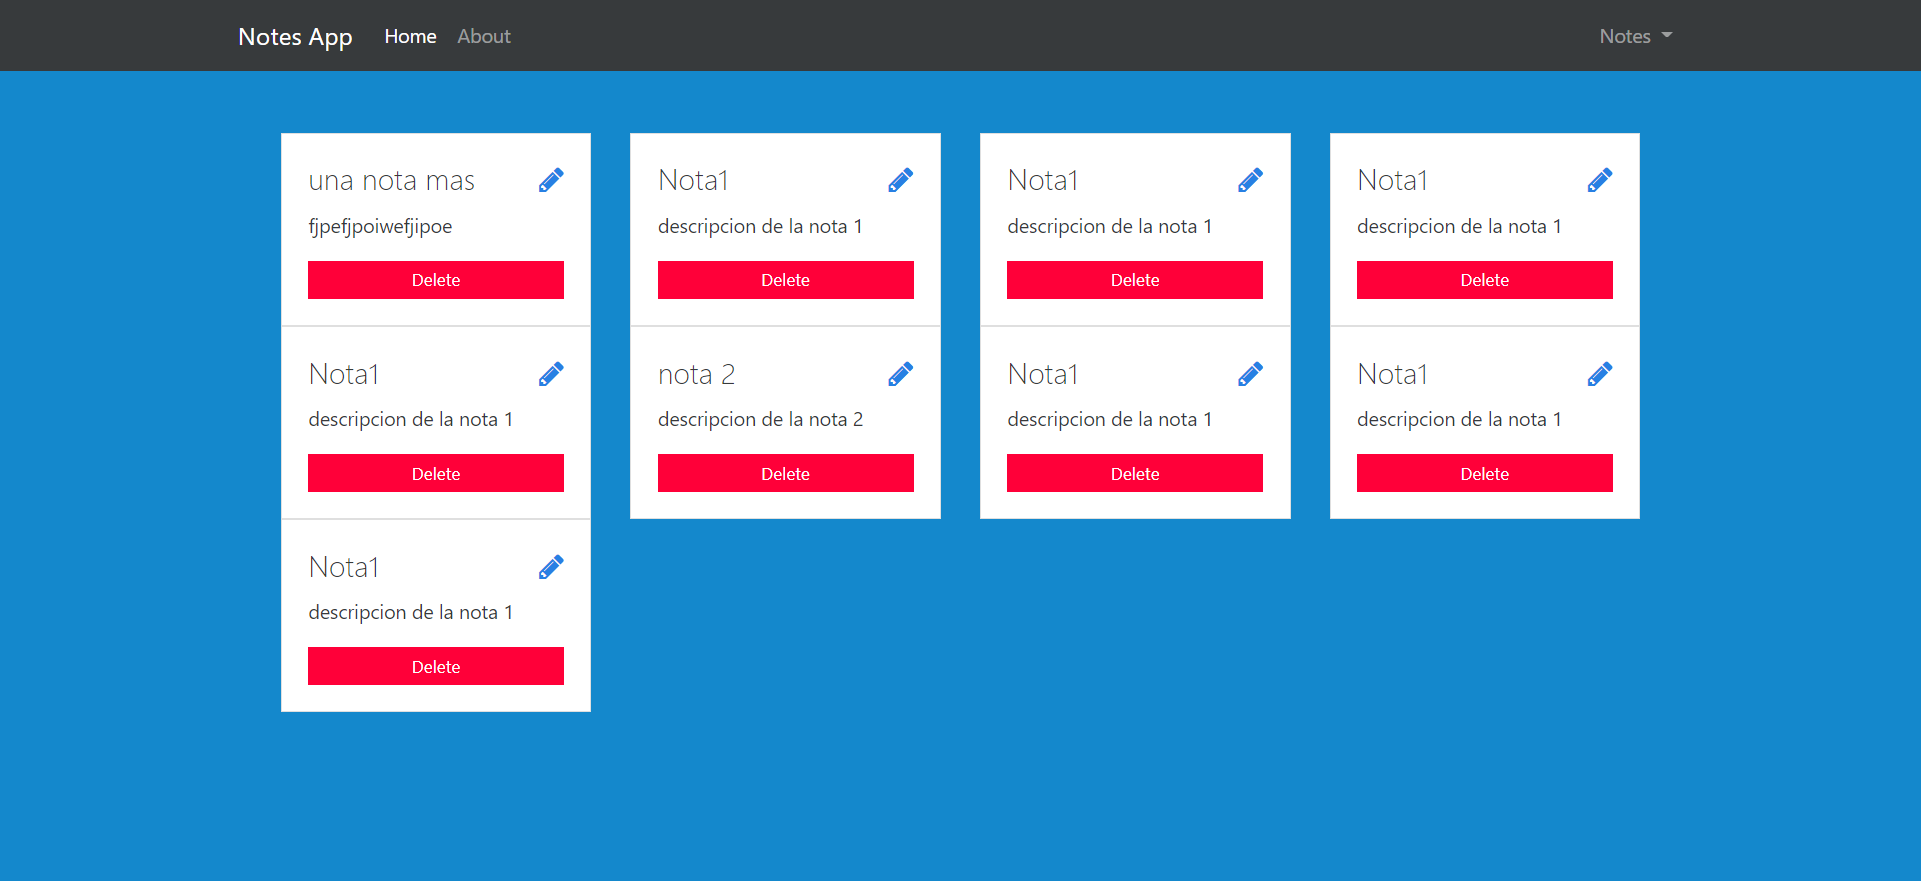 Notes App Home About Notes
una nota mas
fjpefjpoiwefjipoe
Delete
Nota1
descripcion de la nota 1
Delete
Nota1
descripcion de la nota 1
Delete
Nota1
descripcion de la nota 1
Delete
Nota1
descripcion de la nota 1
Delete
nota 2
descripcion de la nota 2
Delete
Nota1
descripcion de la nota 1
Delete
Nota1
descripcion de la nota 1
Delete
Nota1
descripcion de la nota 1
Delete